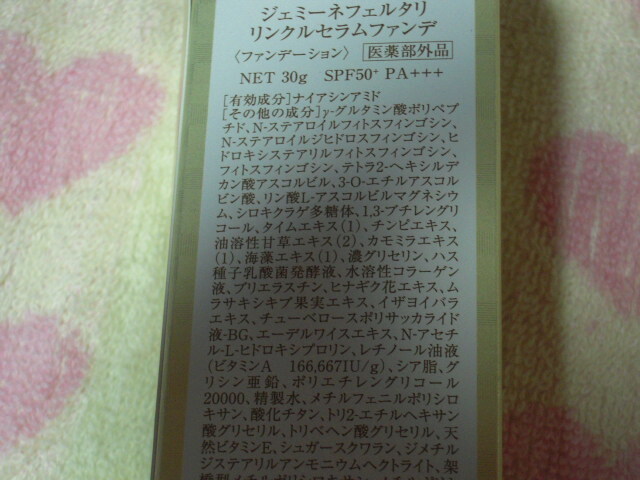 ジェミーネフェルタリ
リンクルセラムファンデ
〈ファンデーション〉 医薬部外品
NET 30g SPF50+ PA+++
[有効成分]ナイアシンアミド
[その他の成分]γ-グルタミン酸ポリペプ
チド、N-ステアロイルフィトスフィンゴシン、
N-ステアロイルジヒドロスフィンゴシン、ヒ
ドロキシステアリルフィトスフィンゴシン、
フィトスフィンゴシン、テトラ2-ヘキシルデ
カン酸アスコルビル、3-O-エチルアスコル
ビン酸、リン酸L-アスコルビルマグネシウ
ム、シロキクラゲ多糖体、1,3-ブチレングリ
コール、タイムエキス(1)、チンピエキス、
油溶性甘草エキス(2)、カモミラエキス
(1)、海藻エキス(1)、濃グリセリン、ハス
種子乳酸菌発酵液、水溶性コラーゲン
液、プリエラスチン、ヒナギク花エキス、ム
ラサキシキブ果実エキス、イザヨイバラ
エキス、チューベロースポリサッカライド
液-BG、エーデルワイスエキス、N-アセチ
ル-L-ヒドロキシプロリン、レチノール油液
(ビタミンA 166,667IU/g)、シア脂、グ
リシン亜鉛、ポリエチレングリコール
20000、精製水、メチルフェニルポリシロ
キサン、酸化チタン、トリ2-エチルヘキサン
酸グリセリル、トリベヘン酸グリセリル、天
然ビタミンE、シュガースクワラン、ジメチル
ジステアリルアンモニウムヘクトライト、架